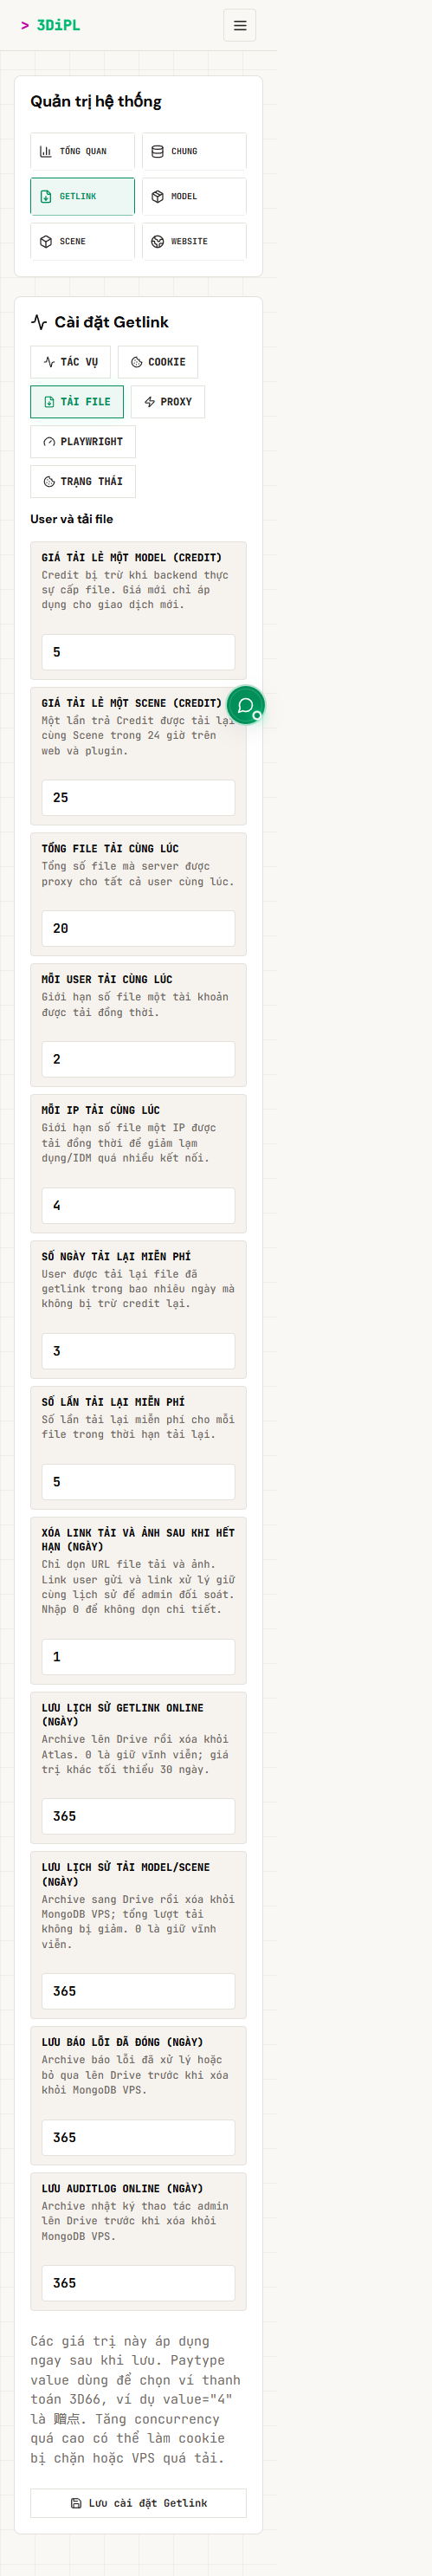 > 3DiPL
Quản trị hệ thống
TỔNG QUAN
CHUNG
GETLINK
MODEL
SCENE
WEBSITE
Cài đặt Getlink
TÁC VỤ
COOKIE
TẢI FILE
PROXY
PLAYWRIGHT
TRẠNG THÁI
User và tải file
GIÁ TẢI LẺ MỘT MODEL (CREDIT)
Credit bị trừ khi backend thực
sự cấp file. Giá mới chỉ áp
dụng cho giao dịch mới.
5
GIÁ TẢI LẺ MỘT SCENE (CREDIT)
Một lần trả Credit được tải lại
cùng Scene trong 24 giờ trên
web và plugin.
25
TỔNG FILE TẢI CÙNG LÚC
Tổng số file mà server được
proxy cho tất cả user cùng lúc.
20
MỖI USER TẢI CÙNG LÚC
Giới hạn số file một tài khoản
được tải đồng thời.
2
MỖI IP TẢI CÙNG LÚC
Giới hạn số file một IP được
tải đồng thời để giảm lạm
dụng/IDM quá nhiều kết nối.
4
SỐ NGÀY TẢI LẠI MIỄN PHÍ
User được tải lại file đã
getlink trong bao nhiêu ngày mà
không bị trừ credit lại.
3
SỐ LẦN TẢI LẠI MIỄN PHÍ
Số lần tải lại miễn phí cho mỗi
file trong thời hạn tải lại.
5
XÓA LINK TẢI VÀ ẢNH SAU KHI HẾT
HẠN (NGÀY)
Chỉ dọn URL file tải và ảnh.
Link user gửi và link xử lý giữ
cùng lịch sử để admin đối soát.
Nhập 0 để không dọn chi tiết.
1
LƯU LỊCH SỬ GETLINK ONLINE
(NGÀY)
Archive lên Drive rồi xóa khỏi
Atlas. 0 là giữ vĩnh viễn; giá
trị khác tối thiểu 30 ngày.
365
LƯU LỊCH SỬ TẢI MODEL/SCENE
(NGÀY)
Archive sang Drive rồi xóa khỏi
MongoDB VPS; tổng lượt tải
không bị giảm. 0 là giữ vĩnh
viễn.
365
LƯU BÁO LỖI ĐÃ ĐÓNG (NGÀY)
Archive báo lỗi đã xử lý hoặc
bỏ qua lên Drive trước khi xóa
khỏi MongoDB VPS.
365
LƯU AUDITLOG ONLINE (NGÀY)
Archive nhật ký thao tác admin
lên Drive trước khi xóa khỏi
MongoDB VPS.
365
Các giá trị này áp dụng
ngay sau khi lưu. Paytype
value dùng để chọn ví thanh
toán 3D66, ví dụ value="4"
là 赠点. Tăng concurrency
quá cao có thể làm cookie
bị chặn hoặc VPS quá tải.
Lưu cài đặt Getlink